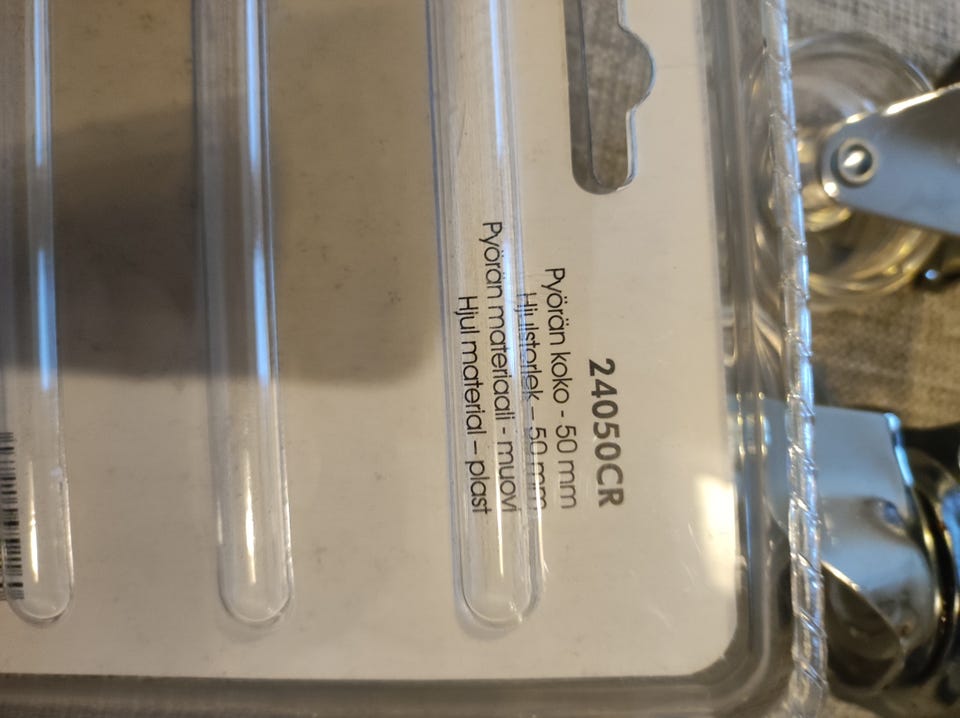 24050CR
Pyörän koko - 50 mm
Hjulstorlek – 50 mm
Pyörän materiaali - muovi
Hjul material – plast